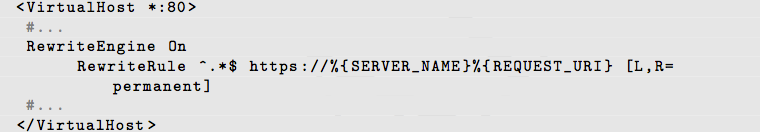 <VirtualHost *:80>
#...
RewriteEngine On
RewriteRule ^.*$ https://%{SERVER_NAME}%{REQUEST_URI} [L,R=
permanent]
#...
</VirtualHost>